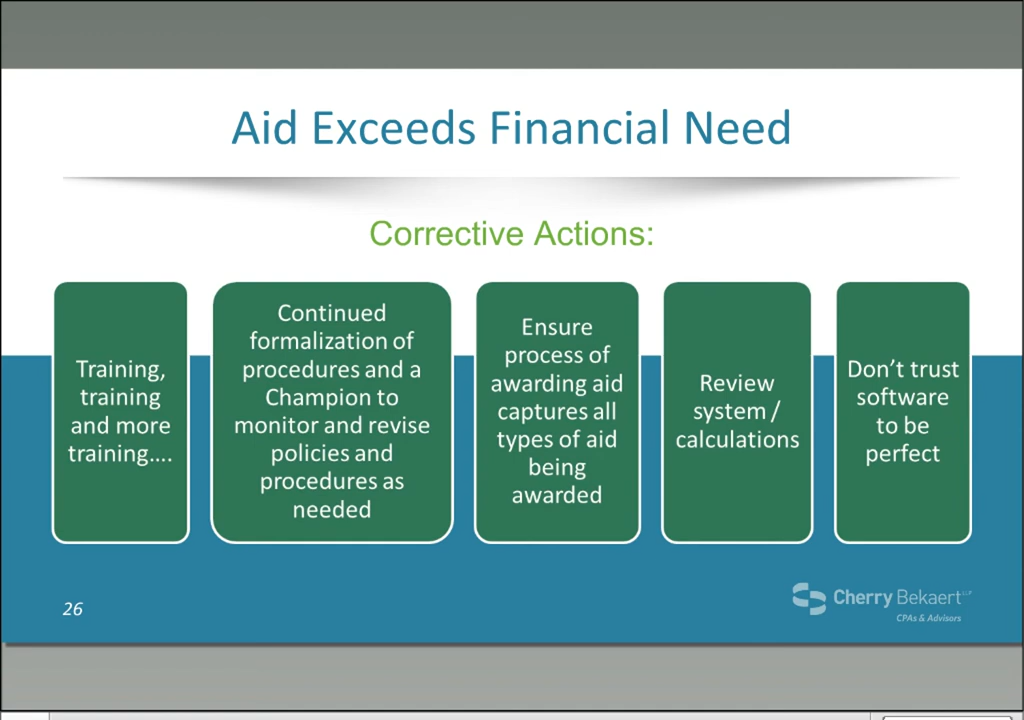 Aid Exceeds Financial Need
Corrective Actions:
Training,
training
and more
training....
Continued
formalization of
procedures and a
Champion to
monitor and revise
policies and
procedures as
needed
Ensure
process of
awarding aid
captures all
types of aid
being
awarded
Review
system /
calculations
Don't trust
software
to be
perfect
26
Cherry Bekaert LLP
CPAs & Advisors